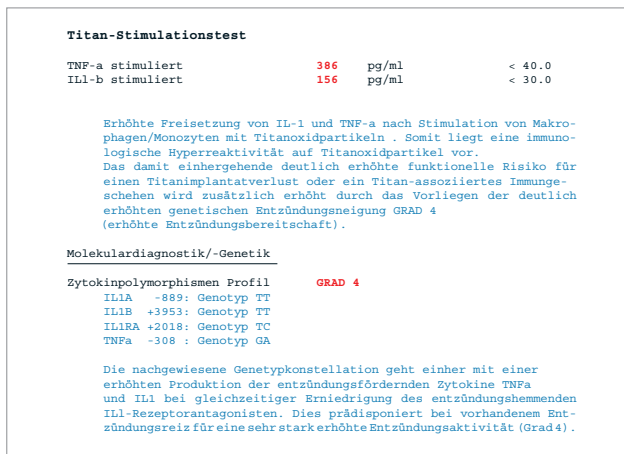 Titan-Stimulationstest
TNF-a stimuliert 386 pg/ml < 40.0
IL1-b stimuliert 156 pg/ml < 30.0
Erhöhte Freisetzung von IL-1 und TNF-a nach Stimulation von Makro-
phagen/Monozyten mit Titanoxidpartikeln . Somit liegt eine immuno-
logische Hyperreaktivität auf Titanoxidpartikel vor.
Das damit einhergehende deutlich erhöhte funktionelle Risiko für
einen Titanimplantatverlust oder ein Titan-assoziiertes Immunge-
schehen wird zusätzlich erhöht durch das Vorliegen der deutlich
erhöhten genetischen Entzündungsneigung GRAD 4
(erhöhte Entzündungsbereitschaft).
Molekulardiagnostik/-Genetik
Zytokinpolymorphismen Profil GRAD 4
IL1A -889: Genotyp TT
IL1B +3953: Genotyp TT
IL1RA +2018: Genotyp TC
TNFa -308 : Genotyp GA
Die nachgewiesene Genetypkonstellation geht einher mit einer
erhöhten Produktion der entzündungsfördernden Zytokine TNFa
und IL1 bei gleichzeitiger Erniedrigung des entzündungshemmenden
IL1-Rezeptorantagonisten. Dies prädisponiert bei vorhandenem Ent-
zündungsreiz für eine sehr stark erhöhte Entzündungsaktivität (Grad 4).